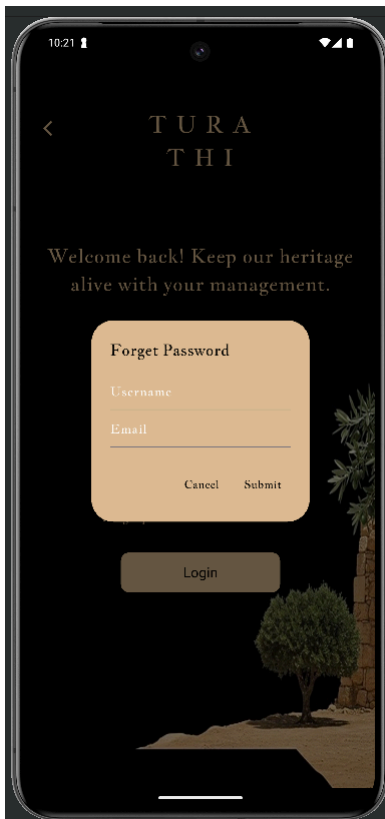 10:21
TURA
THI
Welcome back! Keep our heritage
alive with your management.
Forget Password
Username
Email
Cancel Submit
Login